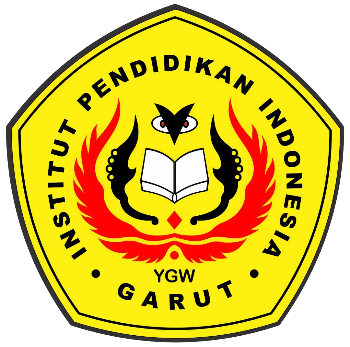 INSTITUT PENDIDIKAN INDONESIA
YGW
GARUT